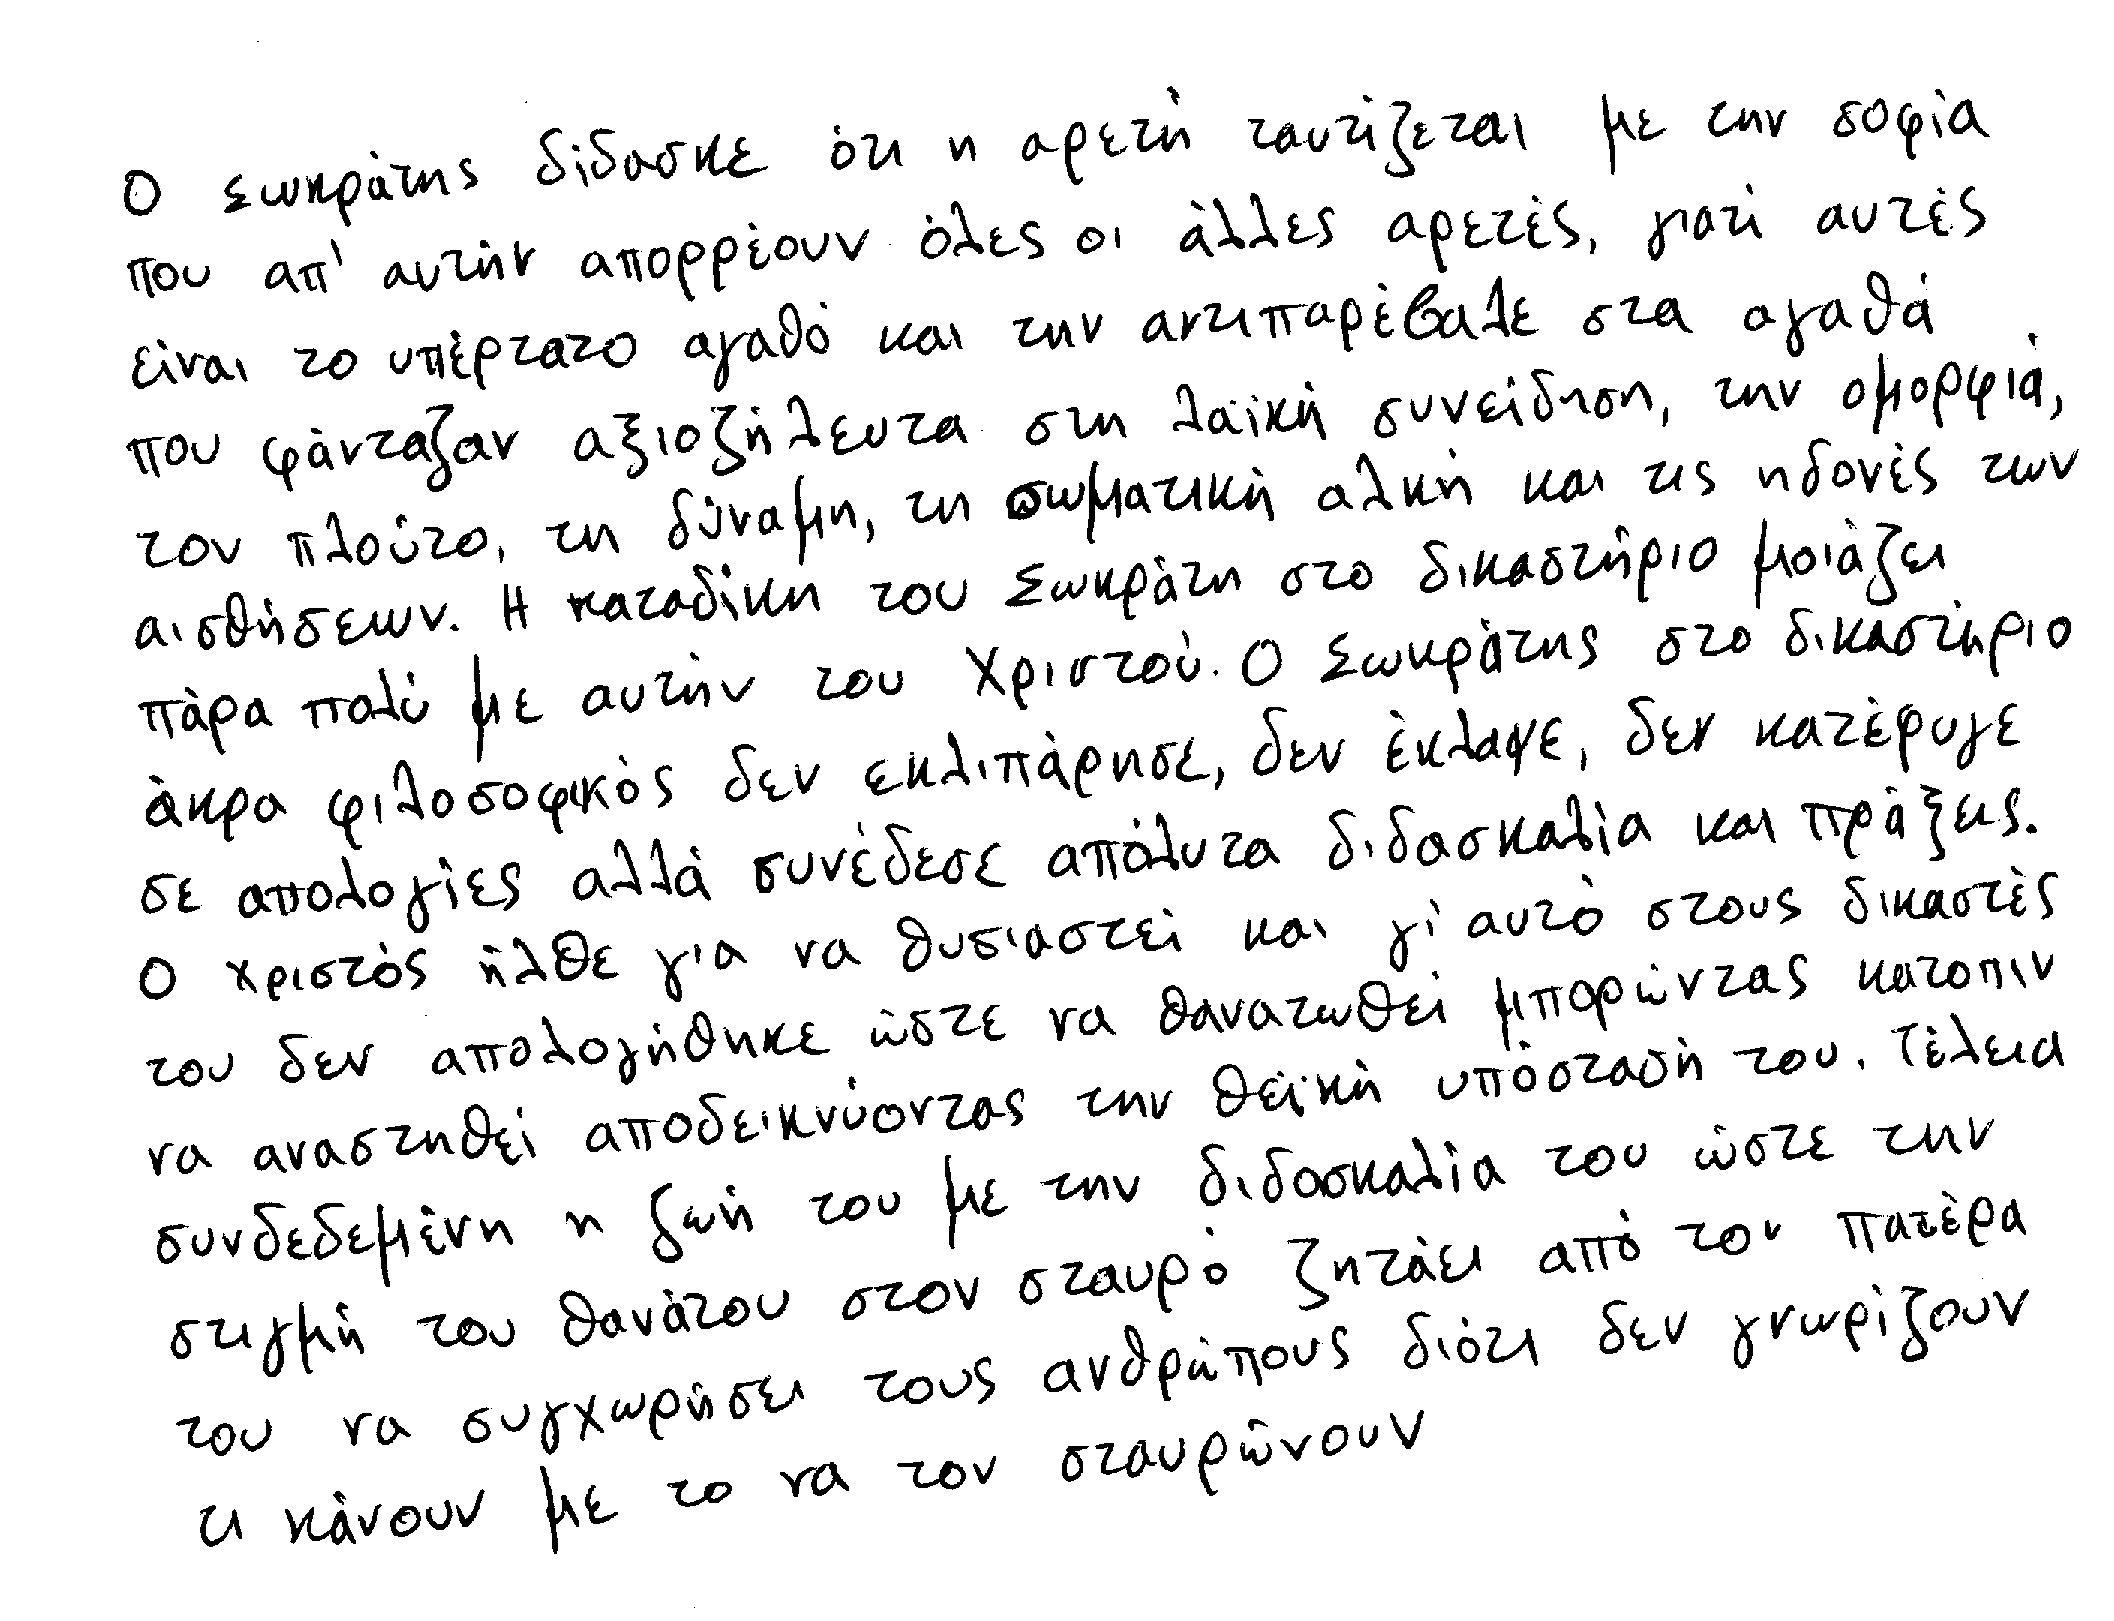 Ο Σωκράτης δίδασκε ότι η αρετή ταυτίζεται με την σοφία
που απ' αυτήν απορρέουν όλες οι άλλες αρετές, γιατί αυτές
είναι το υπέρτατο αγαθό και την αντιπαρέβαλε στα αγαθά
που φάνταζαν αξιοζήλευτα στη λαϊκή συνείδηση, την ομορφιά,
τον πλούτο, τη δύναμη, τη σωματική αλκή και τις ηδονές των
αισθήσεων. Η καταδίκη του Σωκράτη στο δικαστήριο μοιάζει
πάρα πολύ με αυτήν του Χριστού. Ο Σωκράτης στο δικαστήριο
άκρα φιλοσοφικός δεν εκλιπάρησε, δεν έκλαψε, δεν κατέφυγε
σε απολογίες αλλά συνέδεσε απόλυτα διδασκαλία και πράξεις.
Ο Χριστός ήλθε για να θυσιαστεί και γι' αυτό στους δικαστές
του δεν απολογήθηκε ώστε να θανατωθεί μπορώντας κατοπιν
να αναστηθεί αποδεικνύοντας την θεϊκή υπόστασή του. Τέλεια
συνδεδεμένη η ζωή του με την διδασκαλία του ώστε την
στιγμή του θανάτου στον σταυρό ζητάει από τον πατέρα
του να συγχωρήσει τους ανθρώπους διότι δεν γνωρίζουν
τι κάνουν με το να τον σταυρώνουν